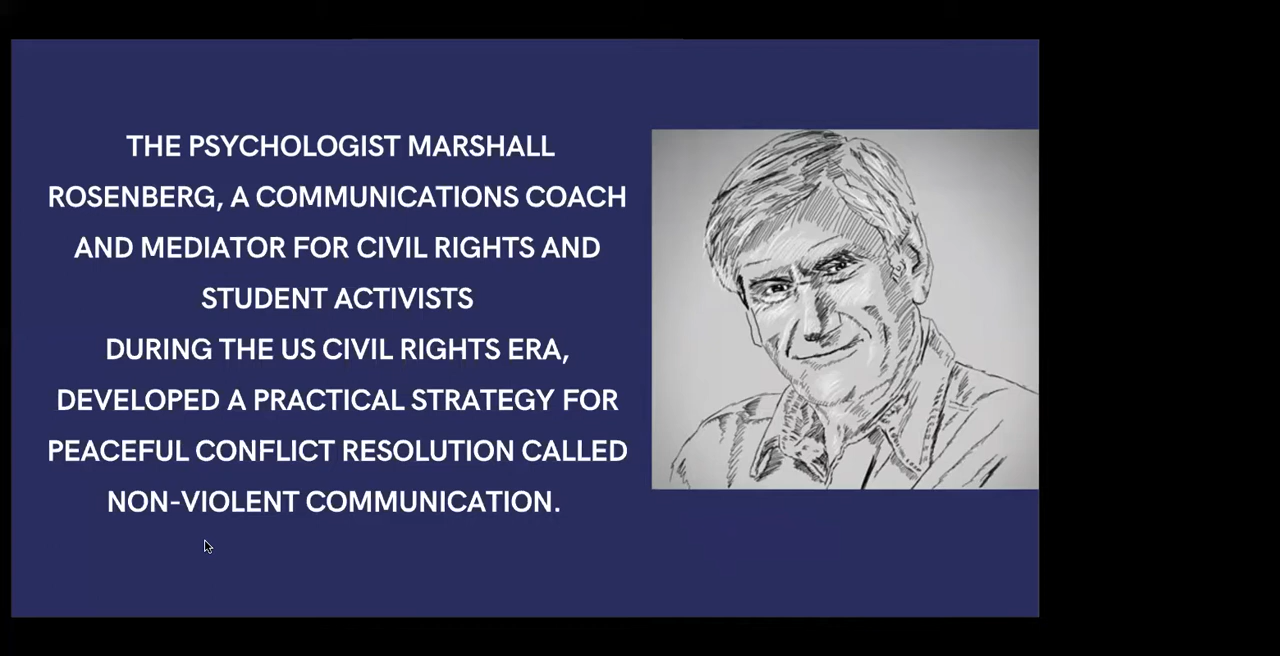 THE PSYCHOLOGIST MARSHALL
ROSENBERG, A COMMUNICATIONS COACH
AND MEDIATOR FOR CIVIL RIGHTS AND
STUDENT ACTIVISTS
DURING THE US CIVIL RIGHTS ERA,
DEVELOPED A PRACTICAL STRATEGY FOR
PEACEFUL CONFLICT RESOLUTION CALLED
NON-VIOLENT COMMUNICATION.